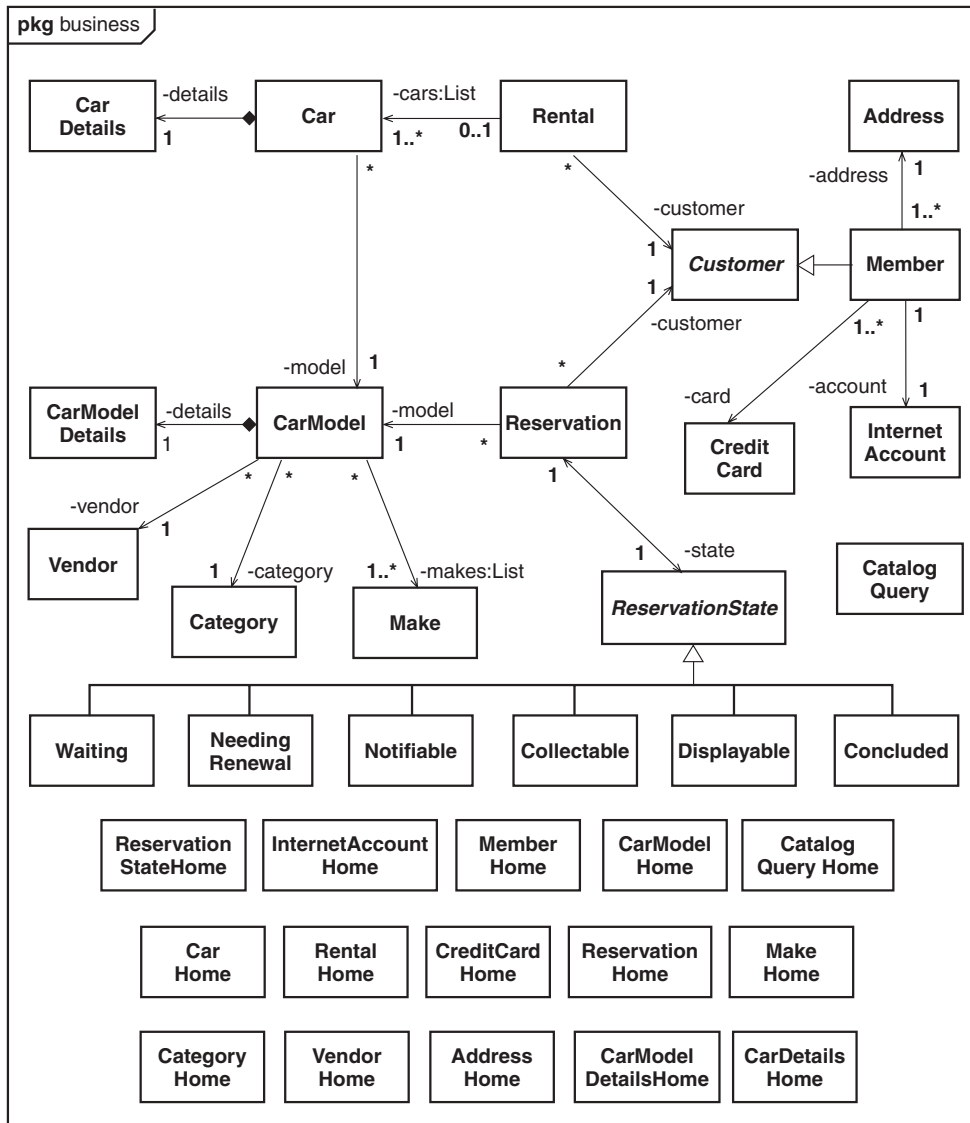 pkg business
-details
-cars:List
Car
Details
1
Car
1..*
0..1
Rental
Address
*
*
1
-address
1..*
-customer
1
Customer
Member
1
-customer
*
1..*
1
-model
1
CarModel
Details
-details
1
CarModel
-model
1
*
Reservation
-card
-account
1
Credit
Card
Internet
Account
*
*
*
1
-vendor
1
Vendor
1
-category
1..*
-makes:List
1
-state
Category
Make
ReservationState
Catalog
Query
Waiting
Needing
Renewal
Notifiable
Collectable
Displayable
Concluded
Reservation
StateHome
InternetAccount
Home
Member
Home
CarModel
Home
Catalog
Query Home
Car
Home
Rental
Home
CreditCard
Home
Reservation
Home
Make
Home
Category
Home
Vendor
Home
Address
Home
CarModel
DetailsHome
CarDetails
Home